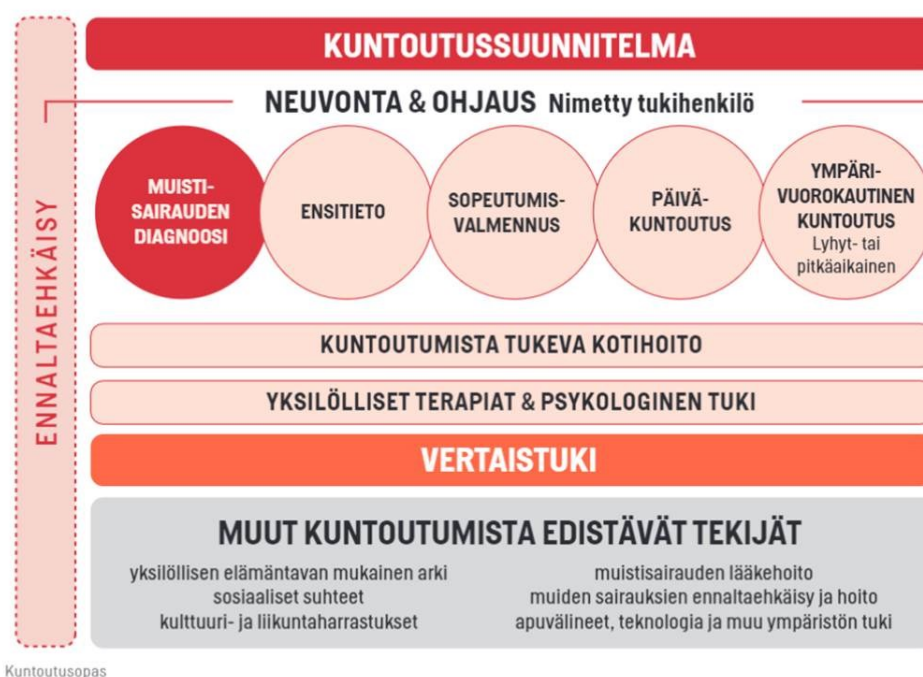 KUNTOUTUSSUUNNITELMA
NEUVONTA & OHJAUS Nimetty tukihenkilö
ENNALTAEHKÄISY
MUISTI-
SAIRAUDEN
DIAGNOOSI
ENSITIETO
SOPEUTUMIS-
VALMENNUS
PÄIVÄ-
KUNTOUTUS
YMPÄRI-
VUOROKAUTINEN
KUNTOUTUS
Lyhyt- tai
pitkäaikainen
KUNTOUTUMISTA TUKEVA KOTIHOITO
YKSILÖLLISET TERAPIAT & PSYKOLOGINEN TUKI
VERTAISTUKI
MUUT KUNTOUTUMISTA EDISTÄVÄT TEKIJÄT
yksilöllisen elämäntavan mukainen arki
sosiaaliset suhteet
kulttuuri- ja liikuntaharrastukset
muistisairauden lääkehoito
muiden sairauksien ennaltaehkäisy ja hoito
apuvälineet, teknologia ja muu ympäristön tuki
Kuntoutusopas